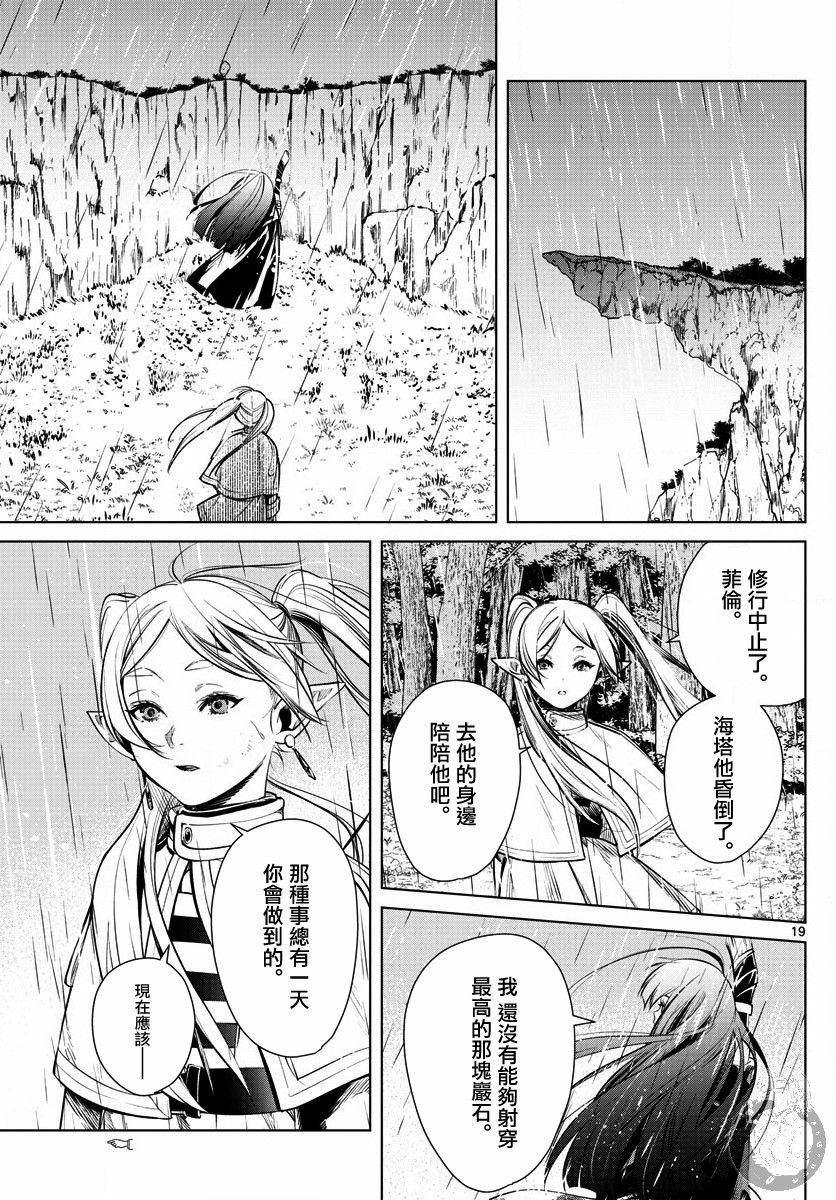 修行中止了。
菲倫。
海塔他昏倒了。
去他的身邊
陪陪他吧。
19
我 還沒有能夠射穿
最高的那塊巖石。
那種事總有一天
你會做到的。
現在應該——